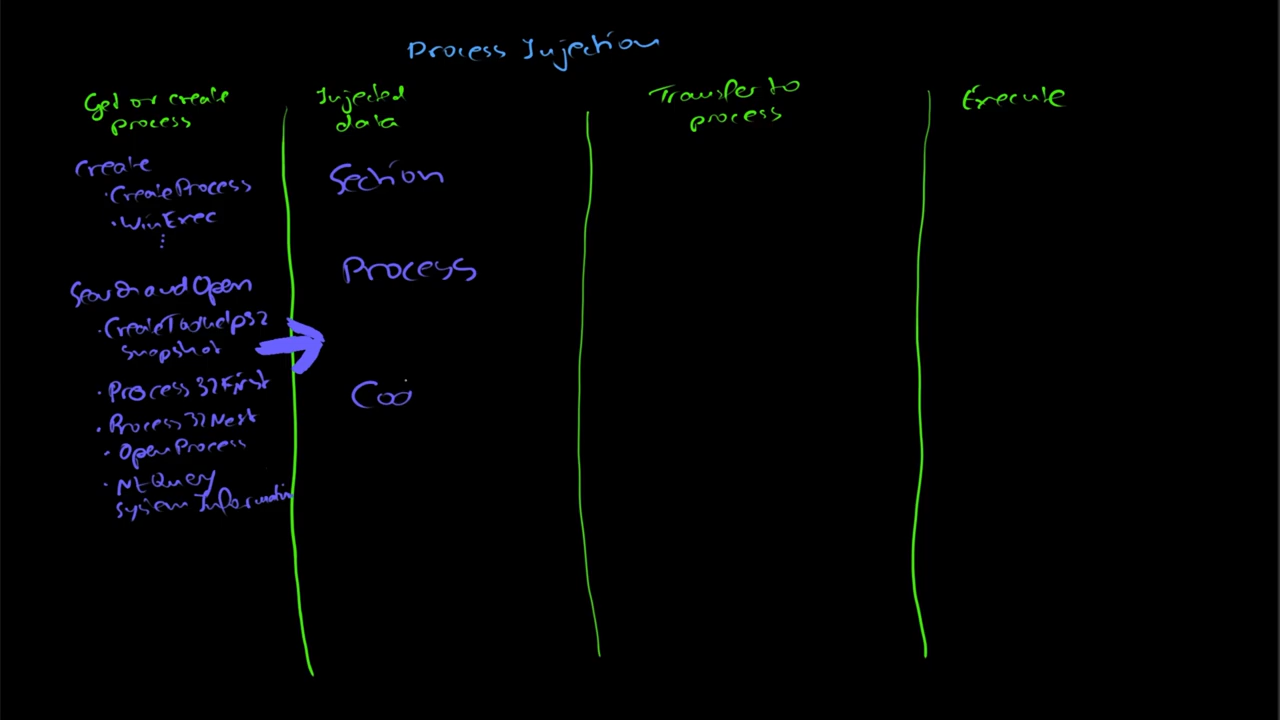 Process Injection
Get or create
process
Injected
data
Transfer to
process
Execute
Create
·CreateProcess
·WinExec
Search and Open
·CreateToolhelp32
Snapshot
·Process32First
·Process32Next
·OpenProcess
·NtQuery
System Information
Section
Process
Coo